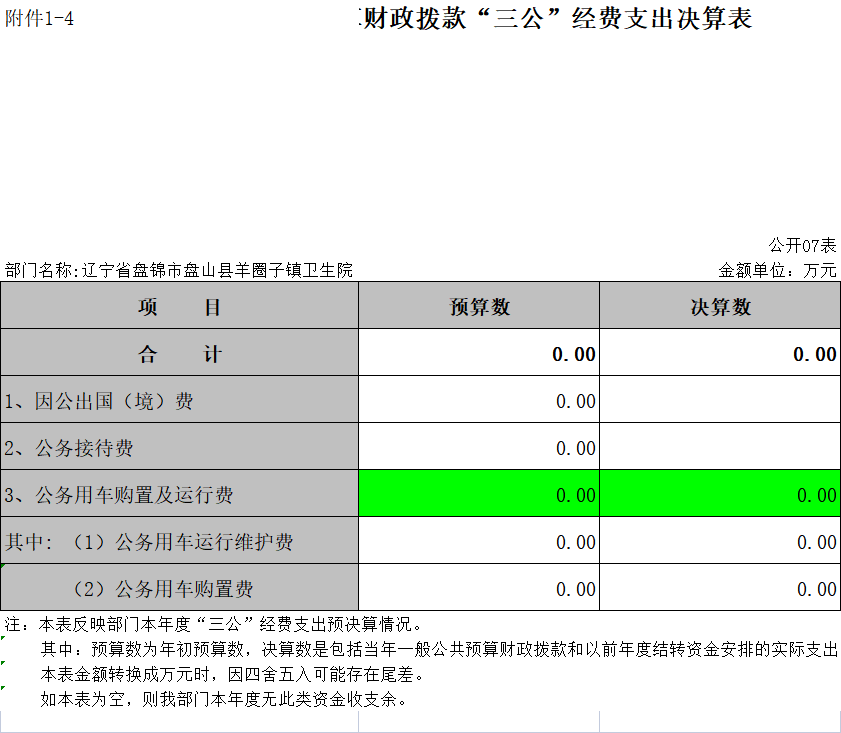 附件1-4
财政拨款“三公”经费支出决算表
公开07表
部门名称:辽宁省盘锦市盘山县羊圈子镇卫生院 金额单位：万元
项 目 预算数 决算数
合 计 0.00 0.00
1、因公出国（境）费 0.00
2、公务接待费 0.00
3、公务用车购置及运行费 0.00 0.00
其中: （1）公务用车运行维护费 0.00 0.00
（2）公务用车购置费 0.00 0.00
注：本表反映部门本年度“三公”经费支出预决算情况。
其中：预算数为年初预算数，决算数是包括当年一般公共预算财政拨款和以前年度结转资金安排的实际支出
本表金额转换成万元时，因四舍五入可能存在尾差。
如本表为空，则我部门本年度无此类资金收支余。